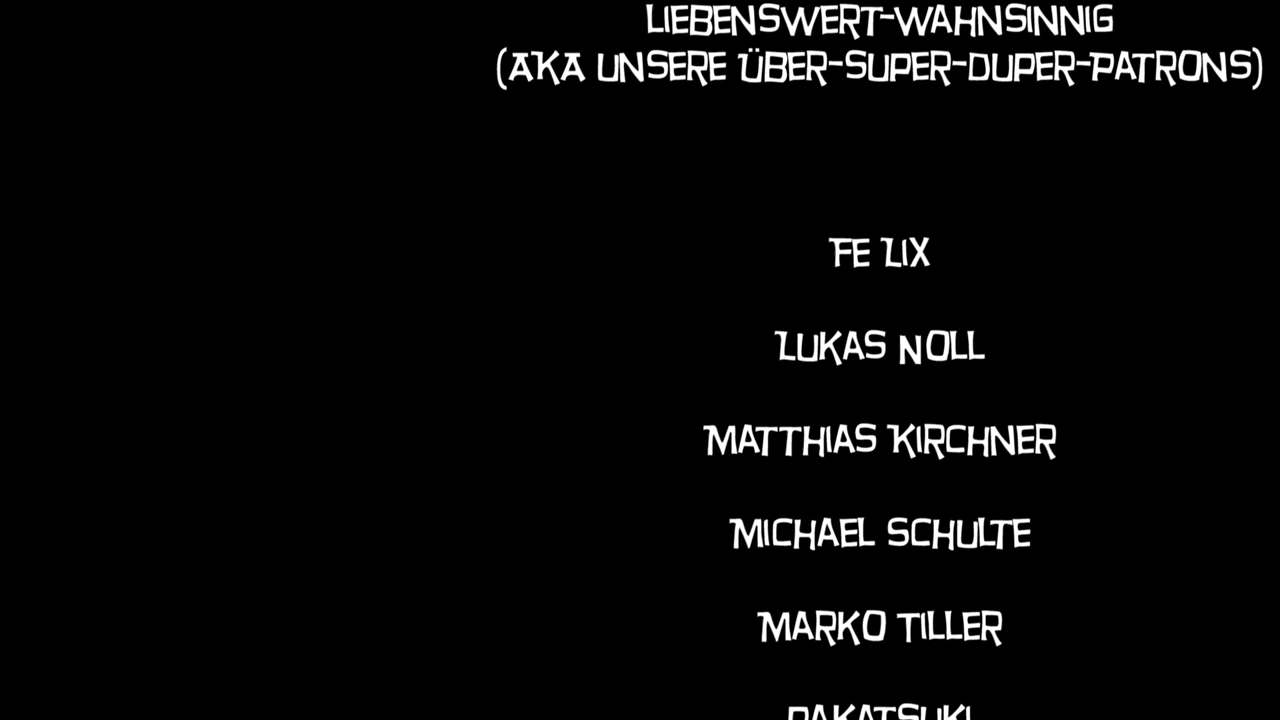 LIEBENSWERT-WAHNSINNIG
(AKA UNSERE ÜBER-SUPER-DUPER-PATRONS)
FE LIX
LUKAS NOLL
MATTHIAS KIRCHNER
MICHAEL SCHULTE
MARKO TILLER